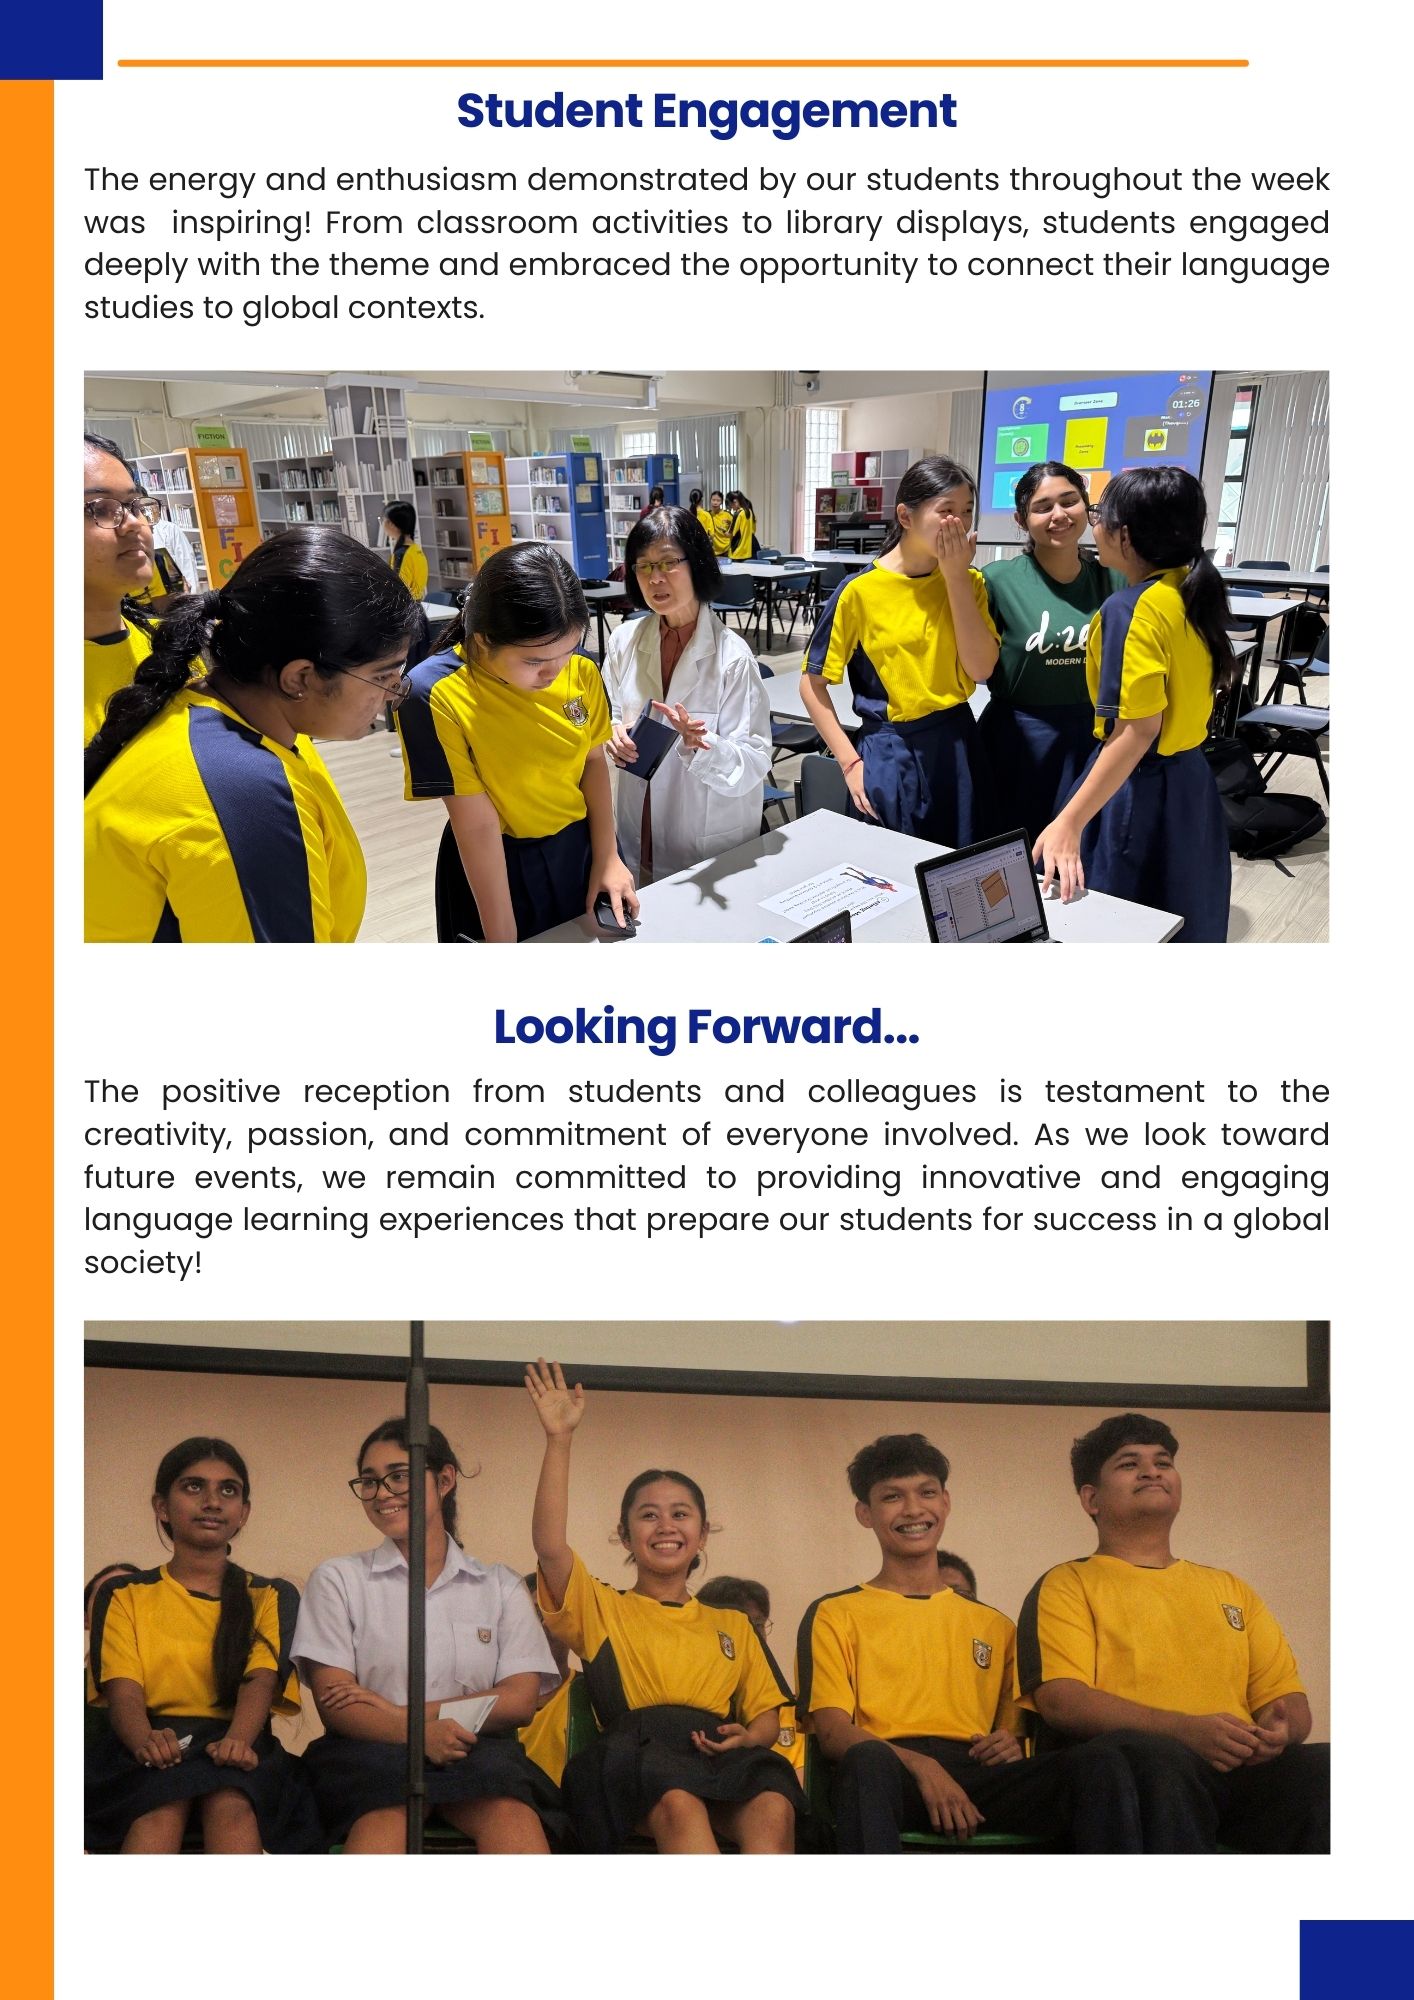 Student Engagement
The energy and enthusiasm demonstrated by our students throughout the week
was inspiring! From classroom activities to library displays, students engaged
deeply with the theme and embraced the opportunity to connect their language
studies to global contexts.
FICTION
FICTION
01:26
FI
FI
C
d:ze
MODERN D
Looking Forward...
The positive reception from students and colleagues is testament to the
creativity, passion, and commitment of everyone involved. As we look toward
future events, we remain committed to providing innovative and engaging
language learning experiences that prepare our students for success in a global
society!